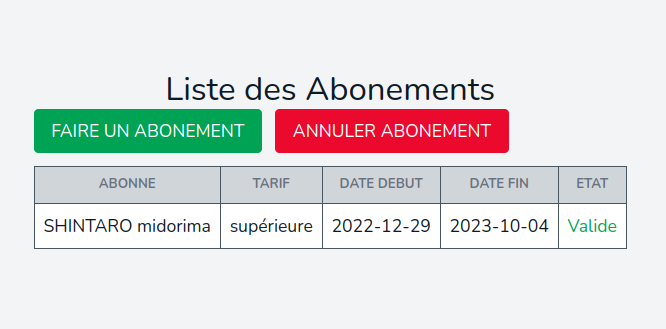 Liste des Abonements
FAIRE UN ABONEMENT ANNULER ABONEMENT
ABONNE TARIF DATE DEBUT DATE FIN ETAT
SHINTARO midorima supérieure 2022-12-29 2023-10-04 Valide